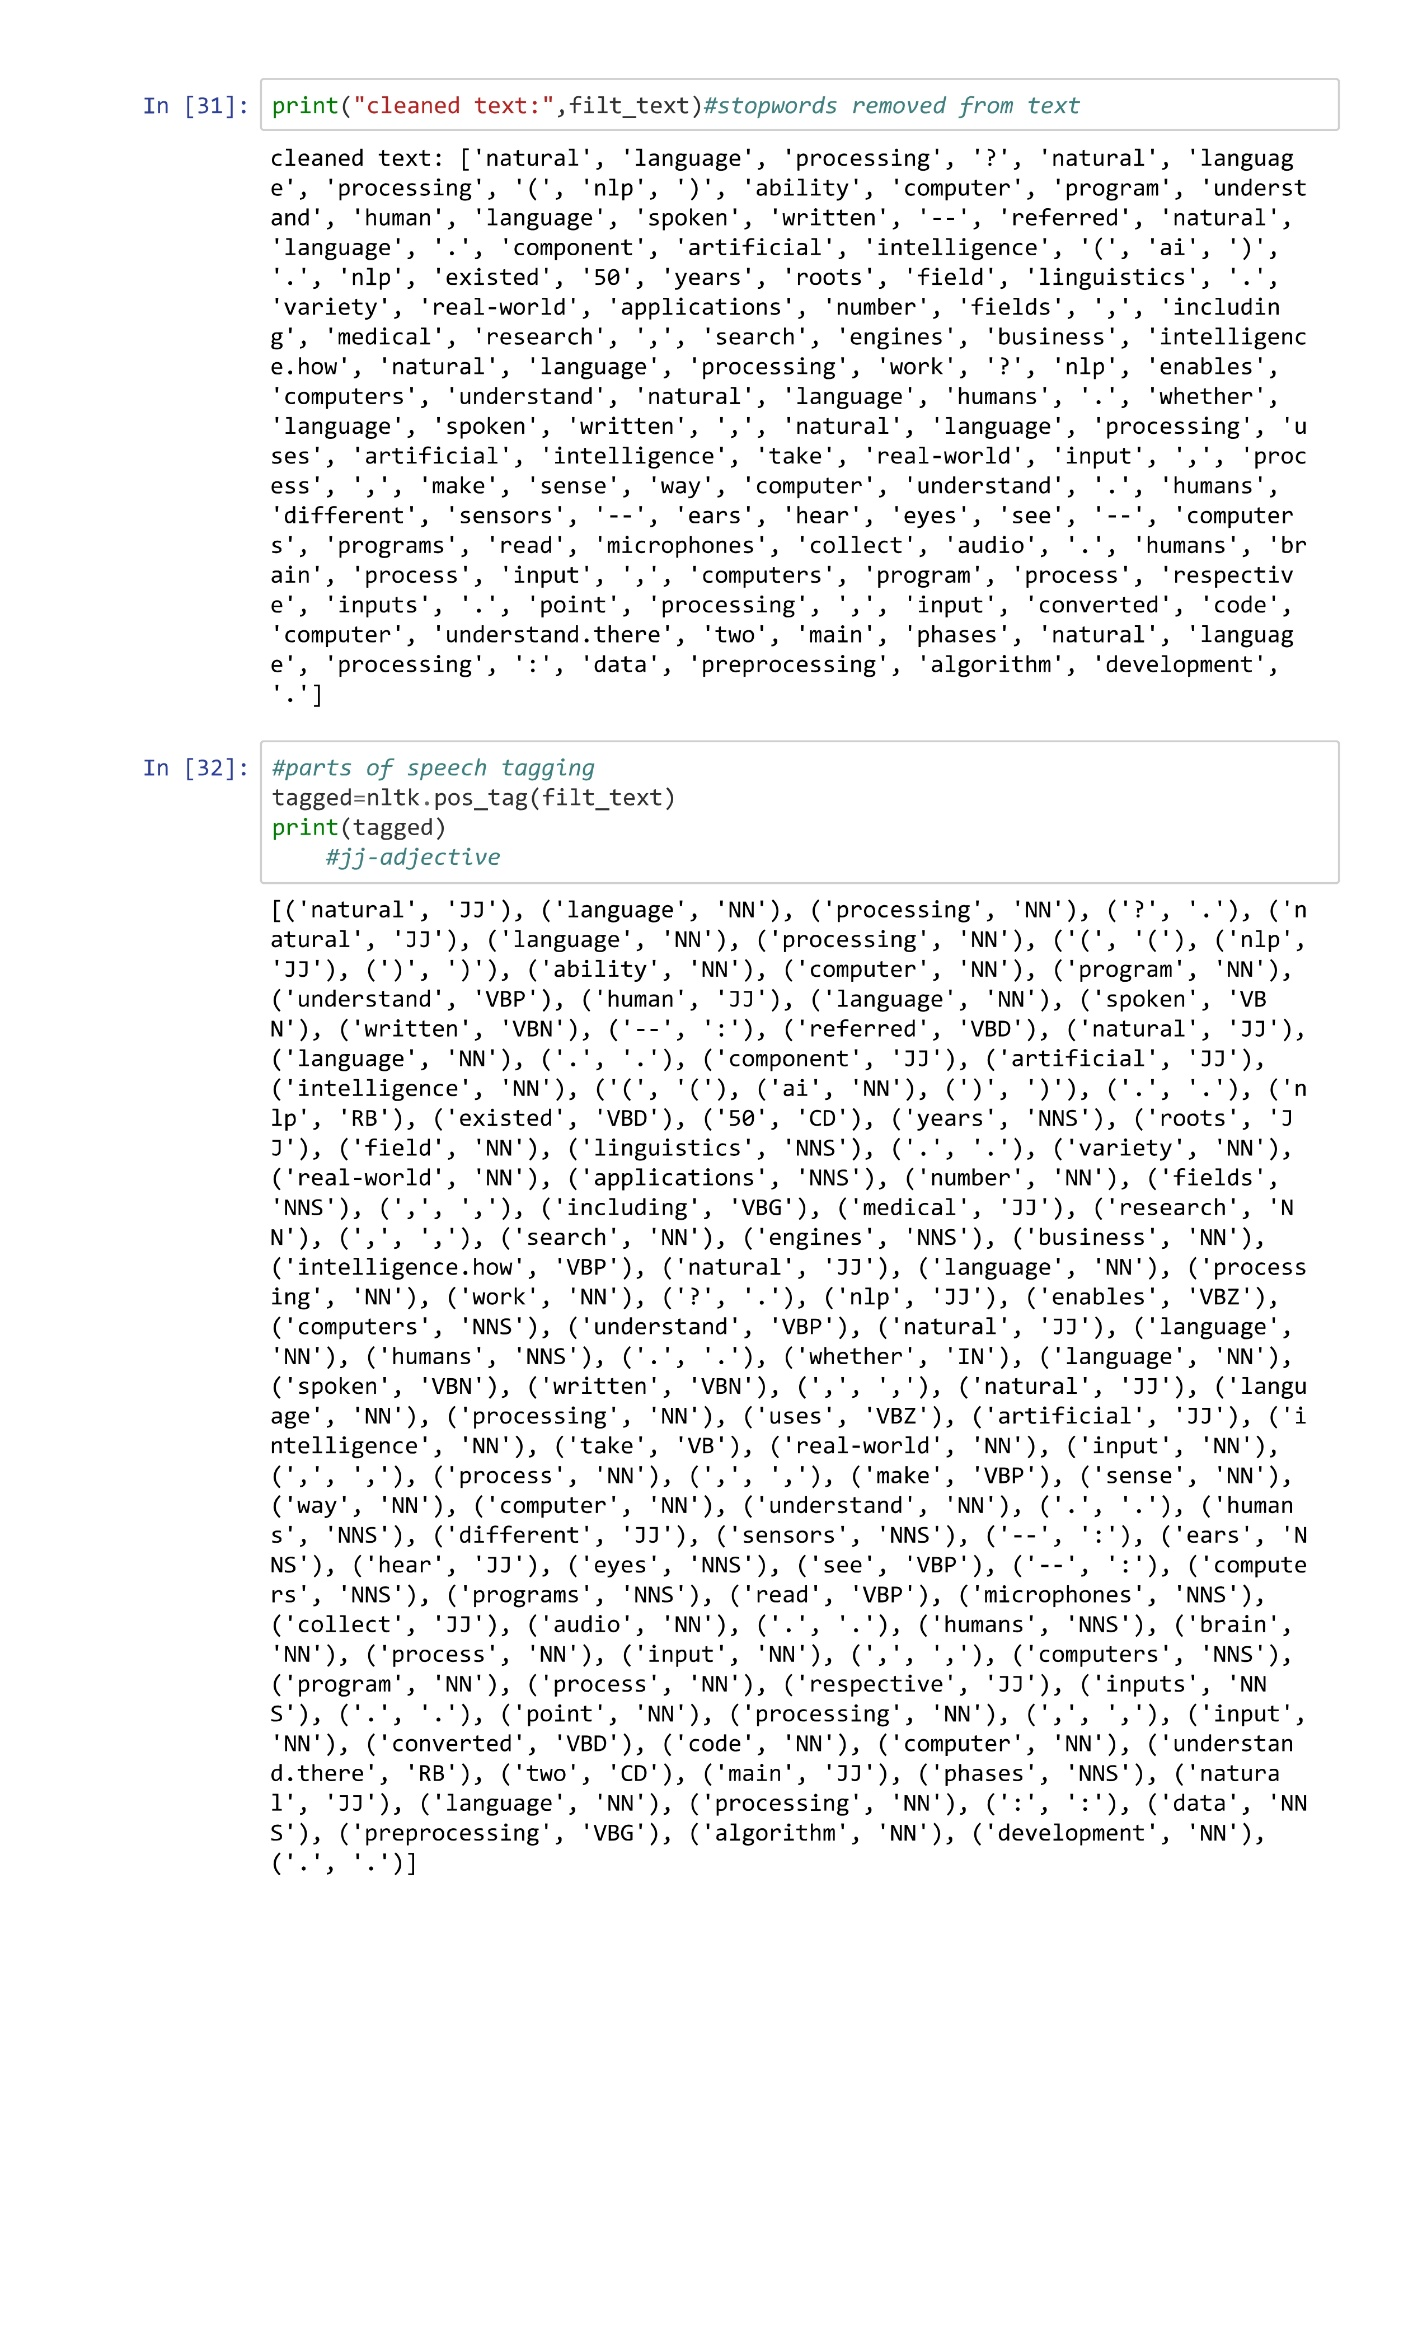 In [31]: print("cleaned text:",filt_text)#stopwords removed from text
cleaned text: ['natural', 'language', 'processing', '?', 'natural', 'languag
e', 'processing', '(', 'nlp', ')', 'ability', 'computer', 'program', 'underst
and', 'human', 'language', 'spoken', 'written', '--', 'referred', 'natural',
'language', '.', 'component', 'artificial', 'intelligence', '(', 'ai', ')',
'.', 'nlp', 'existed', '50', 'years', 'roots', 'field', 'linguistics', '.',
'variety', 'real-world', 'applications', 'number', 'fields', ',', 'includin
g', 'medical', 'research', ',', 'search', 'engines', 'business', 'intelligenc
e.how', 'natural', 'language', 'processing', 'work', '?', 'nlp', 'enables',
'computers', 'understand', 'natural', 'language', 'humans', '.', 'whether',
'language', 'spoken', 'written', ',', 'natural', 'language', 'processing', 'u
ses', 'artificial', 'intelligence', 'take', 'real-world', 'input', ',', 'proc
ess', ',', 'make', 'sense', 'way', 'computer', 'understand', '.', 'humans',
'different', 'sensors', '--', 'ears', 'hear', 'eyes', 'see', '--', 'computer
s', 'programs', 'read', 'microphones', 'collect', 'audio', '.', 'humans', 'br
ain', 'process', 'input', ',', 'computers', 'program', 'process', 'respectiv
e', 'inputs', '.', 'point', 'processing', ',', 'input', 'converted', 'code',
'computer', 'understand.there', 'two', 'main', 'phases', 'natural', 'languag
e', 'processing', ':', 'data', 'preprocessing', 'algorithm', 'development',
'.']
In [32]: #parts of speech tagging
tagged=nltk.pos_tag(filt_text)
print(tagged)
    #jj-adjective
[('natural', 'JJ'), ('language', 'NN'), ('processing', 'NN'), ('?', '.'), ('n
atural', 'JJ'), ('language', 'NN'), ('processing', 'NN'), ('(', '('), ('nlp',
'JJ'), (')', ')'), ('ability', 'NN'), ('computer', 'NN'), ('program', 'NN'),
('understand', 'VBP'), ('human', 'JJ'), ('language', 'NN'), ('spoken', 'VB
N'), ('written', 'VBN'), ('--', ':'), ('referred', 'VBD'), ('natural', 'JJ'),
('language', 'NN'), ('.', '.'), ('component', 'JJ'), ('artificial', 'JJ'),
('intelligence', 'NN'), ('(', '('), ('ai', 'NN'), (')', ')'), ('.', '.'), ('n
lp', 'RB'), ('existed', 'VBD'), ('50', 'CD'), ('years', 'NNS'), ('roots', 'J
J'), ('field', 'NN'), ('linguistics', 'NNS'), ('.', '.'), ('variety', 'NN'),
('real-world', 'NN'), ('applications', 'NNS'), ('number', 'NN'), ('fields',
'NNS'), (',', ','), ('including', 'VBG'), ('medical', 'JJ'), ('research', 'N
N'), (',', ','), ('search', 'NN'), ('engines', 'NNS'), ('business', 'NN'),
('intelligence.how', 'VBP'), ('natural', 'JJ'), ('language', 'NN'), ('process
ing', 'NN'), ('work', 'NN'), ('?', '.'), ('nlp', 'JJ'), ('enables', 'VBZ'),
('computers', 'NNS'), ('understand', 'VBP'), ('natural', 'JJ'), ('language',
'NN'), ('humans', 'NNS'), ('.', '.'), ('whether', 'IN'), ('language', 'NN'),
('spoken', 'VBN'), ('written', 'VBN'), (',', ','), ('natural', 'JJ'), ('langu
age', 'NN'), ('processing', 'NN'), ('uses', 'VBZ'), ('artificial', 'JJ'), ('i
ntelligence', 'NN'), ('take', 'VB'), ('real-world', 'NN'), ('input', 'NN'),
(',', ','), ('process', 'NN'), (',', ','), ('make', 'VBP'), ('sense', 'NN'),
('way', 'NN'), ('computer', 'NN'), ('understand', 'NN'), ('.', '.'), ('human
s', 'NNS'), ('different', 'JJ'), ('sensors', 'NNS'), ('--', ':'), ('ears', 'N
NS'), ('hear', 'JJ'), ('eyes', 'NNS'), ('see', 'VBP'), ('--', ':'), ('compute
rs', 'NNS'), ('programs', 'NNS'), ('read', 'VBP'), ('microphones', 'NNS'),
('collect', 'JJ'), ('audio', 'NN'), ('.', '.'), ('humans', 'NNS'), ('brain',
'NN'), ('process', 'NN'), ('input', 'NN'), (',', ','), ('computers', 'NNS'),
('program', 'NN'), ('process', 'NN'), ('respective', 'JJ'), ('inputs', 'NN
S'), ('.', '.'), ('point', 'NN'), ('processing', 'NN'), (',', ','), ('input',
'NN'), ('converted', 'VBD'), ('code', 'NN'), ('computer', 'NN'), ('understan
d.there', 'RB'), ('two', 'CD'), ('main', 'JJ'), ('phases', 'NNS'), ('natura
l', 'JJ'), ('language', 'NN'), ('processing', 'NN'), (':', ':'), ('data', 'NN
S'), ('preprocessing', 'VBG'), ('algorithm', 'NN'), ('development', 'NN'),
('.', '.')]